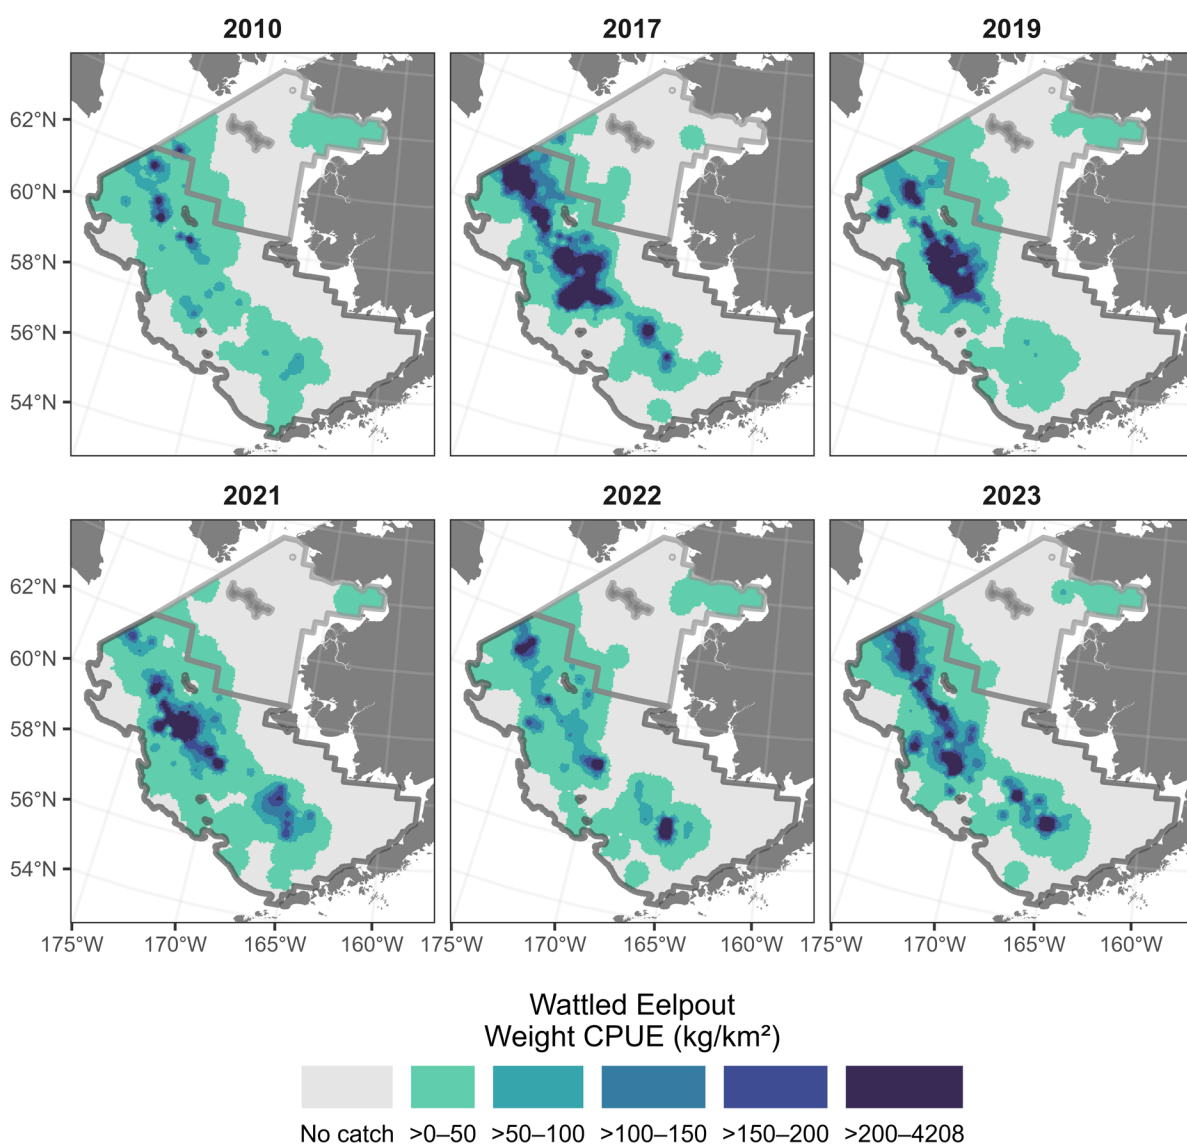 2010 2017 2019
62°N
60°N
58°N
56°N
54°N
2021 2022 2023
62°N
60°N
58°N
56°N
54°N
175°W 170°W 165°W 160°W 175°W 170°W 165°W 160°W 175°W 170°W 165°W 160°W
Wattled Eelpout
Weight CPUE (kg/km²)
No catch >0–50 >50–100 >100–150 >150–200 >200–4208